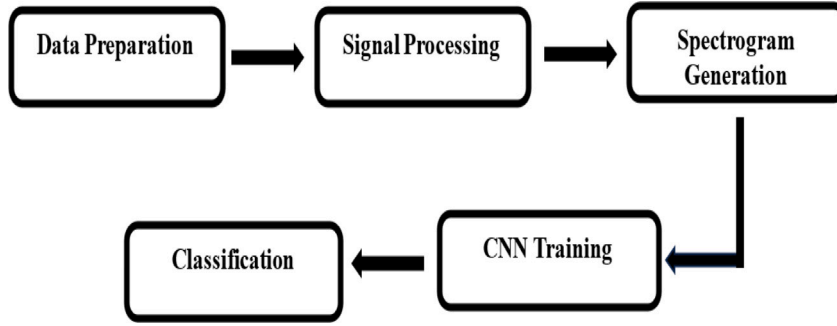 Data Preparation
Signal Processing
Spectrogram
Generation
CNN Training
Classification